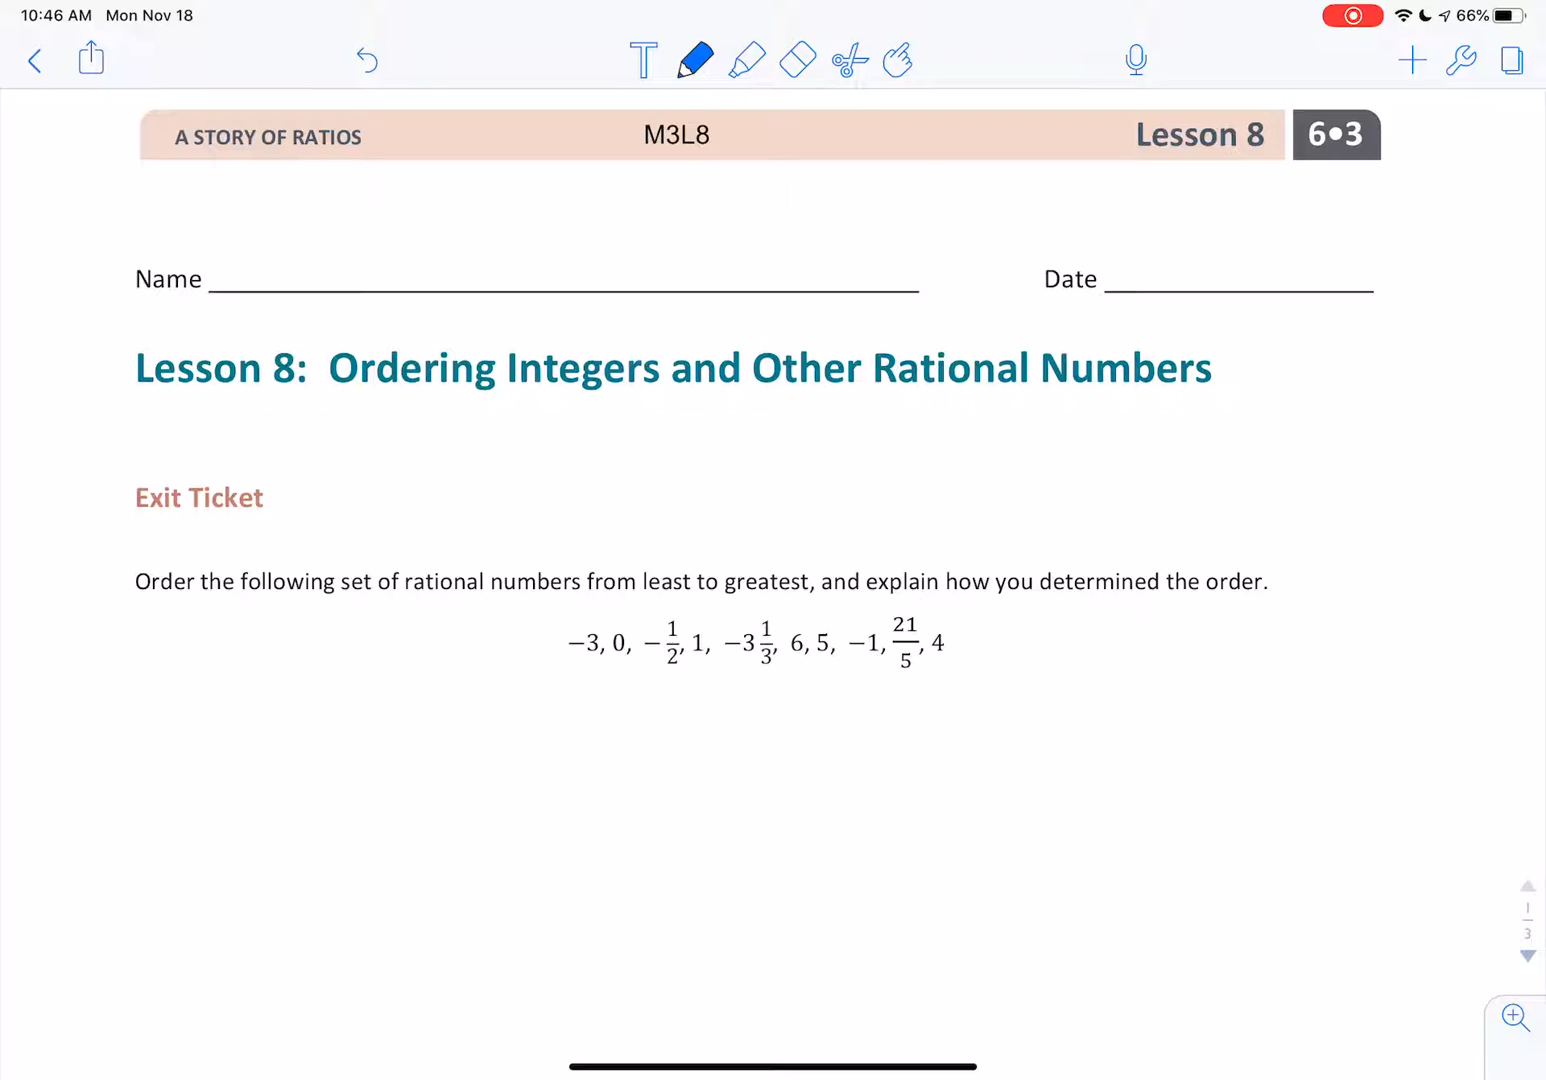 10:46 AM Mon Nov 18
66%
A STORY OF RATIOS M3L8 Lesson 8 6•3
Name Date
Lesson 8: Ordering Integers and Other Rational Numbers
Exit Ticket
Order the following set of rational numbers from least to greatest, and explain how you determined the order.
−3, 0, −1/2, 1, −3 1/3, 6, 5, −1, 21/5, 4
1
3